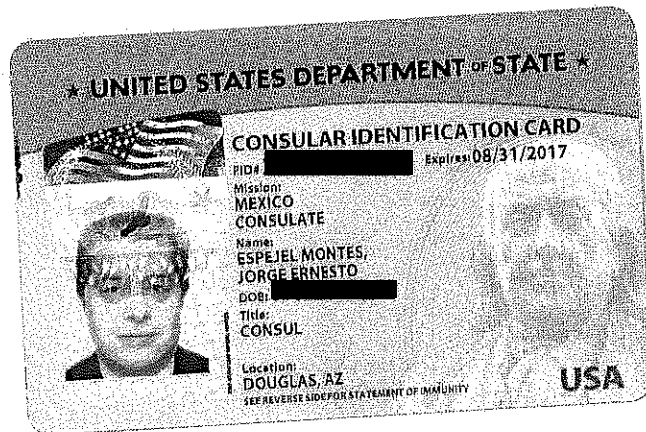 ★ UNITED STATES DEPARTMENT OF STATE ★
CONSULAR IDENTIFICATION CARD
PID#
Expires: 08/31/2017
Mission:
MEXICO
CONSULATE
Name:
ESPEJEL MONTES,
JORGE ERNESTO
DOB:
Title:
CONSUL
Location:
DOUGLAS, AZ
SEE REVERSE SIDE FOR STATEMENT OF IMMUNITY
USA